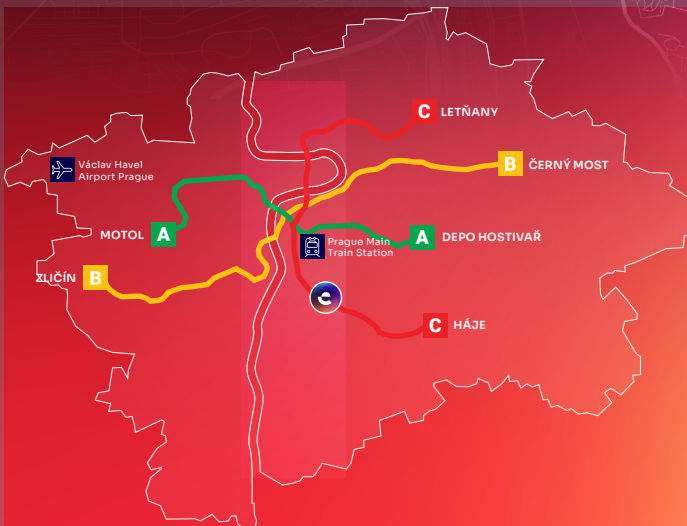 C LETŇANY
B ČERNÝ MOST
Václav Havel
Airport Prague
MOTOL A
A DEPO HOSTIVAŘ
Prague Main
Train Station
ZLIČÍN B
e
C HÁJE